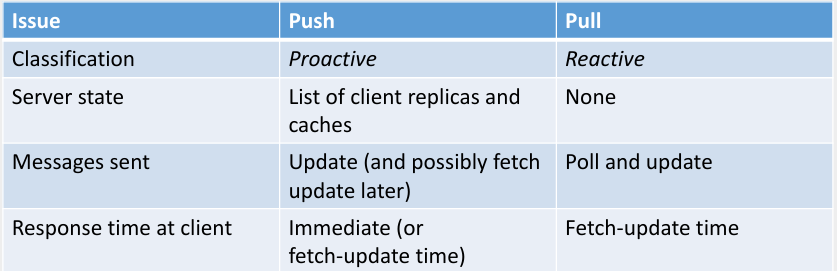 Issue Push Pull
Classification Proactive Reactive
Server state List of client replicas and None
caches
Messages sent Update (and possibly fetch Poll and update
update later)
Response time at client Immediate (or Fetch-update time
fetch-update time)